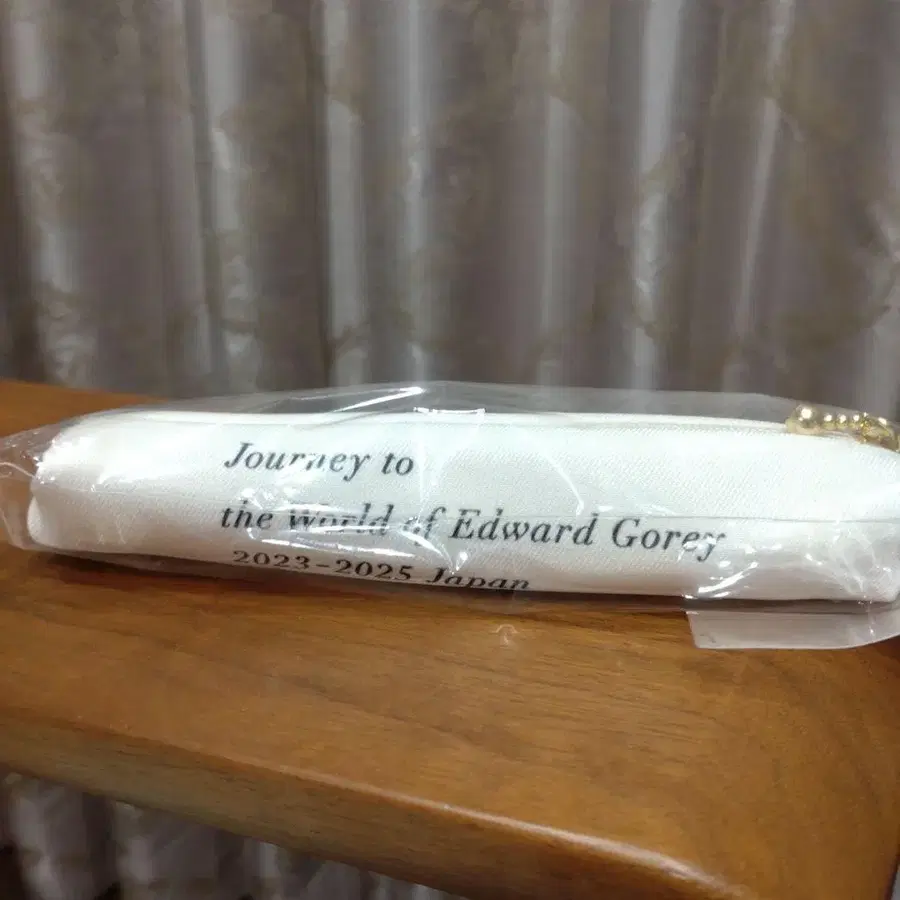 Journey to
the World of Edward Gorey
2023-2025 Japan